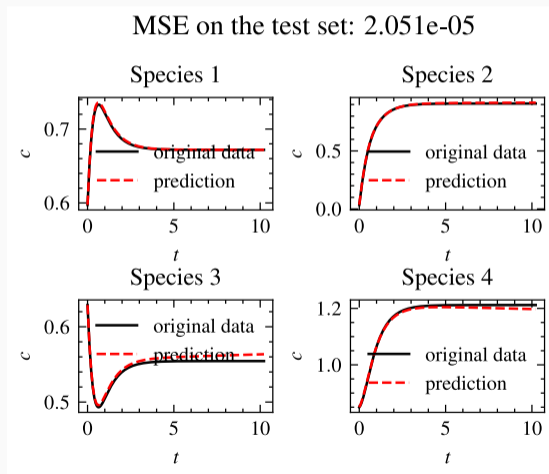 MSE on the test set: 2.051e-05
Species 1
0.7
0.6
c
original data
prediction
0 5 10
t
Species 2
0.5
0.0
c
original data
prediction
0 5 10
t
Species 3
0.6
0.5
c
original data
prediction
0 5 10
t
Species 4
1.2
1.0
c
original data
prediction
0 5 10
t